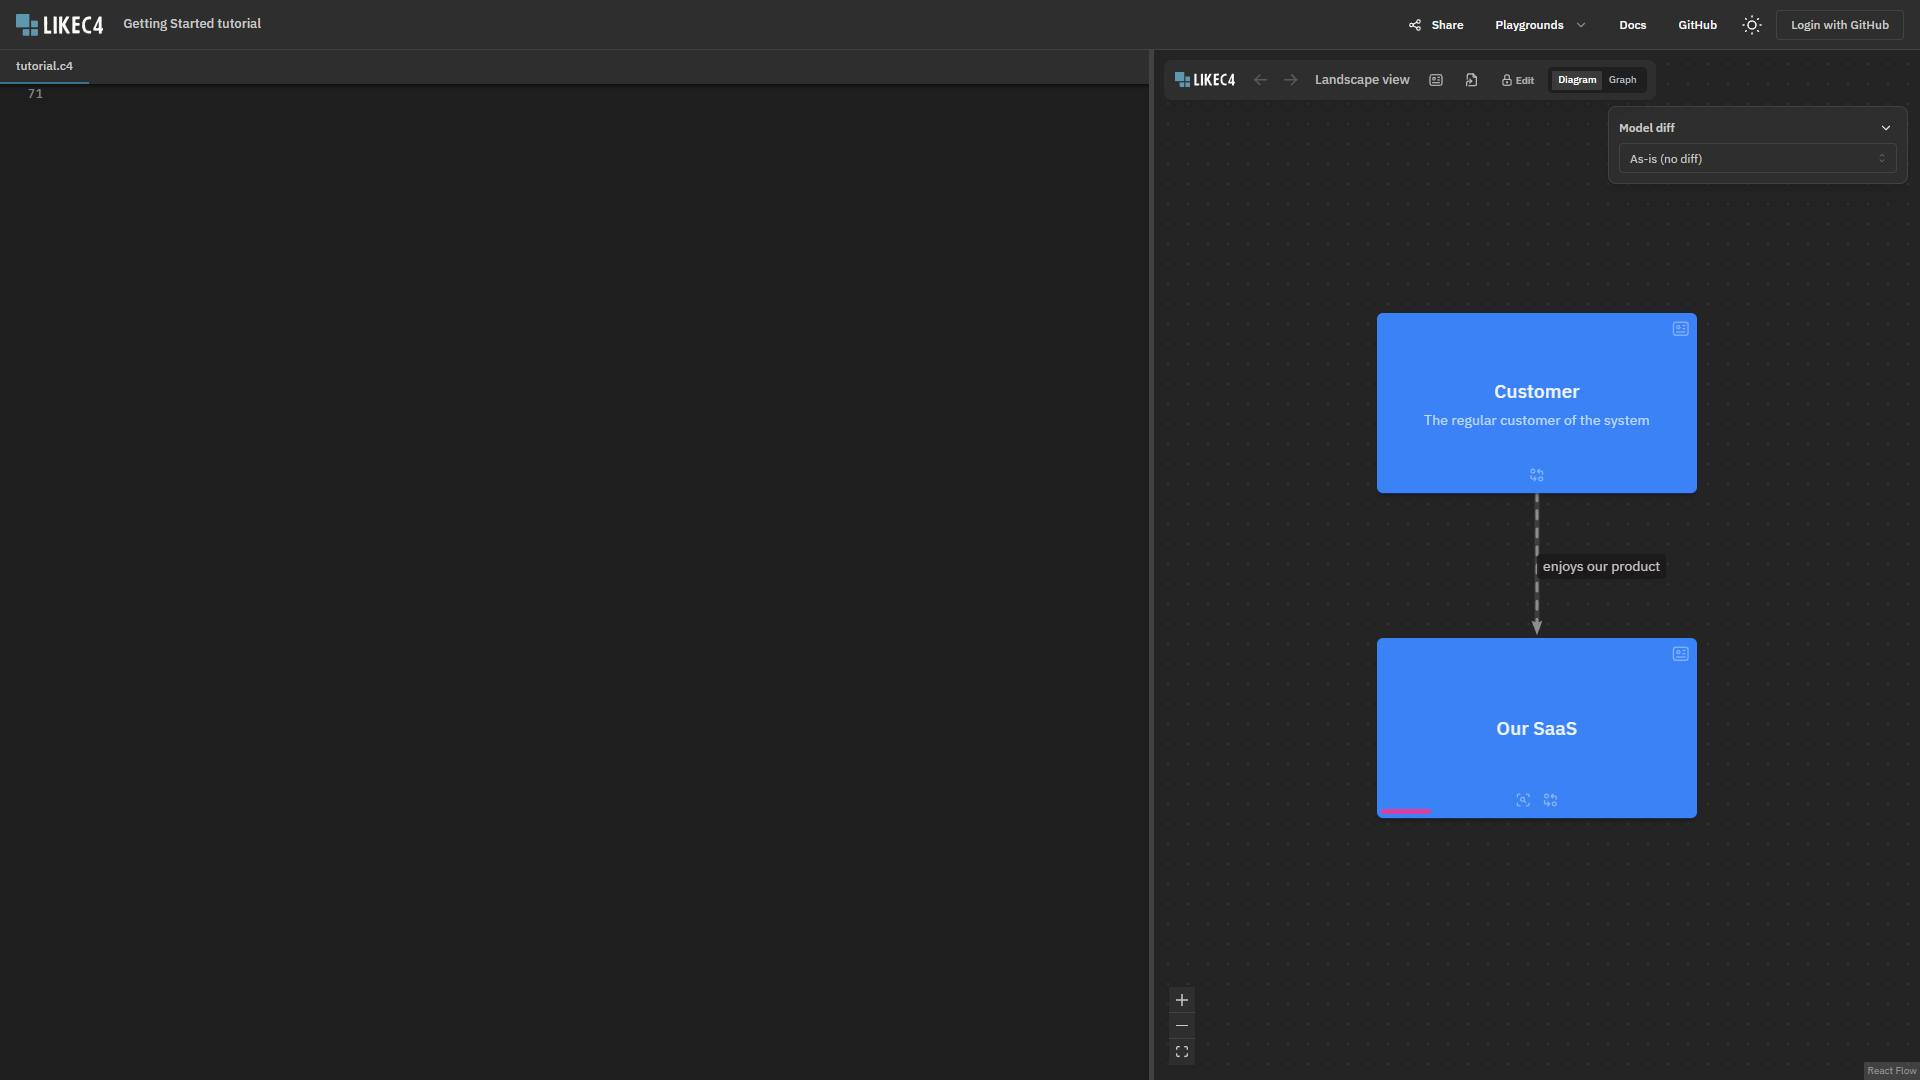 LIKEC4
Getting Started tutorial
Share
Playgrounds
Docs
GitHub
Login with GitHub
tutorial.c4
71
LIKEC4
Landscape view
Edit
Diagram
Graph
Model diff
As-is (no diff)
Customer
The regular customer of the system
enjoys our product
Our SaaS
React Flow